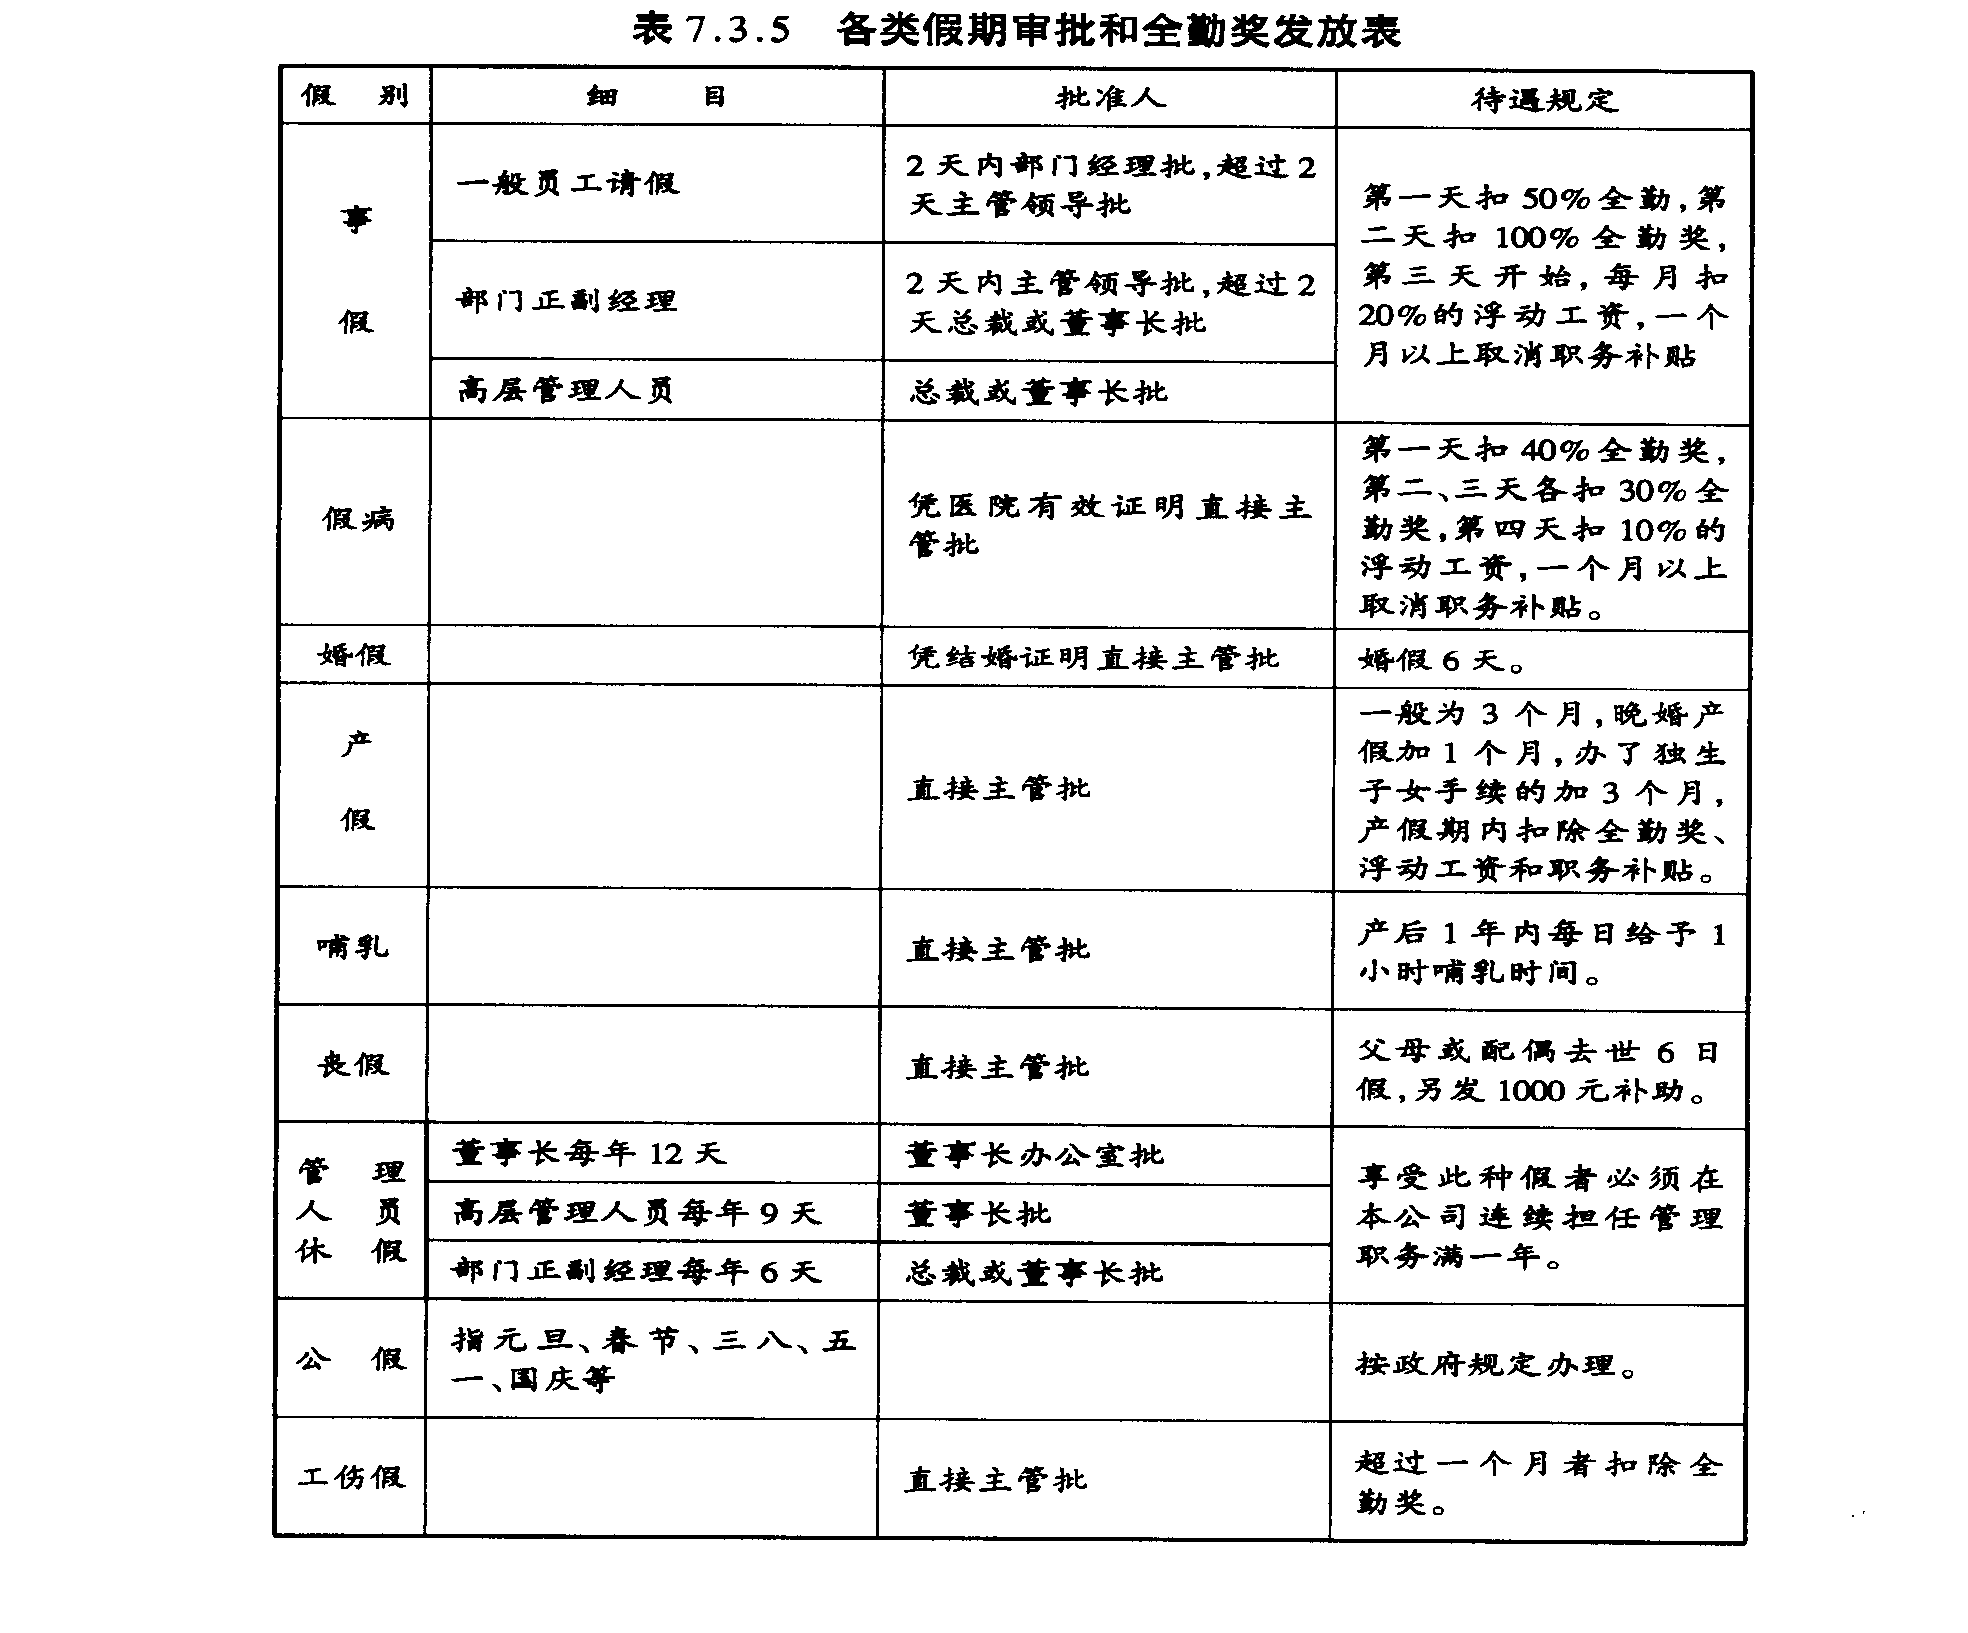 表7.3.5 各类假期审批和全勤奖发放表
假 别 细 目 批准人 待遇规定
事
假
一般员工请假
2天内部门经理批,超过2
天主管领导批
部门正副经理
2天内主管领导批,超过2
天总裁或董事长批
高层管理人员
总裁或董事长批
第一天扣50%全勤,第
二天扣100%全勤奖,
第三天开始,每月扣
20%的浮动工资,一个
月以上取消职务补贴
假病
凭医院有效证明直接主
管批
第一天扣40%全勤奖,
第二、三天各扣30%全
勤奖,第四天扣10%的
浮动工资,一个月以上
取消职务补贴。
婚假
凭结婚证明直接主管批
婚假6天。
产
假
直接主管批
一般为3个月,晚婚产
假加1个月,办了独生
子女手续的加3个月,
产假期内扣除全勤奖、
浮动工资和职务补贴。
哺乳
直接主管批
产后1年内每日给予1
小时哺乳时间。
丧假
直接主管批
父母或配偶去世6日
假,另发1000元补助。
管 理
人 员
休 假
董事长每年12天
董事长办公室批
高层管理人员每年9天
董事长批
部门正副经理每年6天
总裁或董事长批
享受此种假者必须在
本公司连续担任管理
职务满一年。
公 假
指元旦、春节、三八、五
一、国庆等
按政府规定办理。
工伤假
直接主管批
超过一个月者扣除全
勤奖。